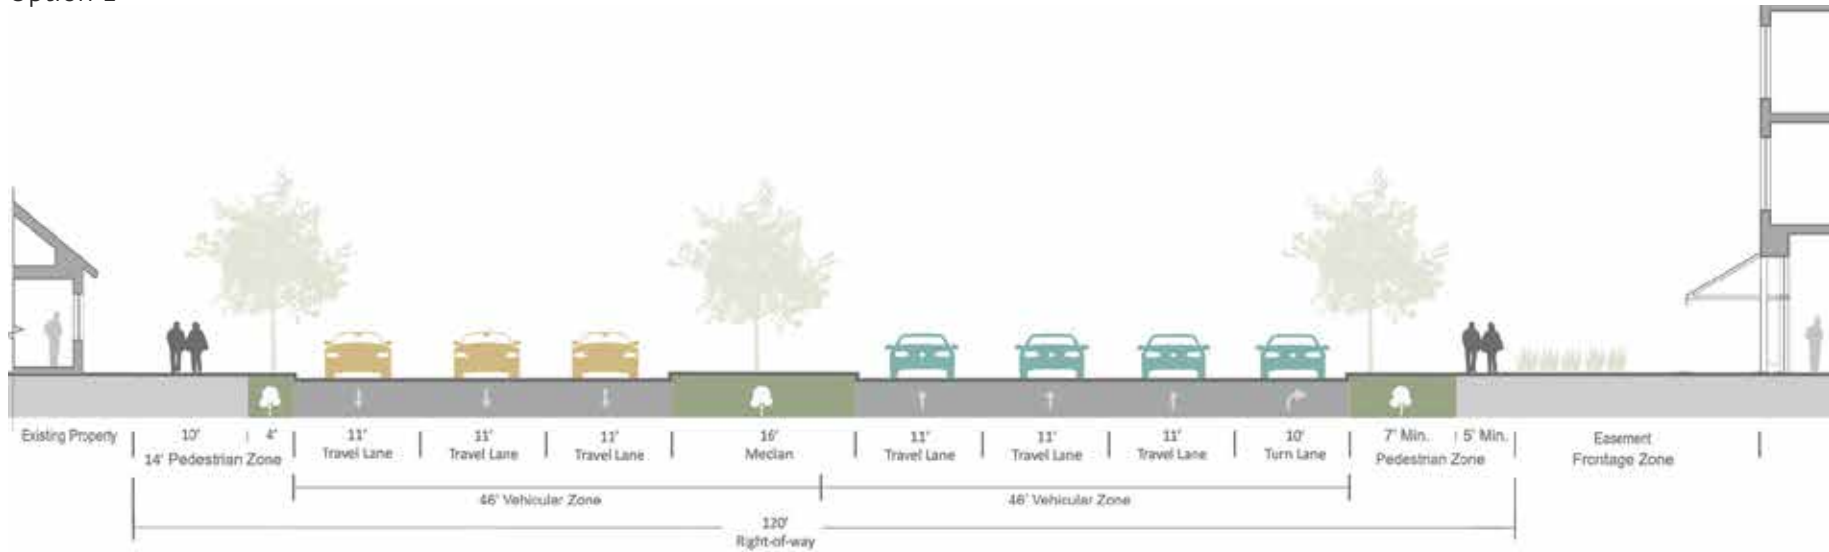 Existing Property
10' 4'
14' Pedestrian Zone
11'
Travel Lane
11'
Travel Lane
11'
Travel Lane
16'
Median
11'
Travel Lane
11'
Travel Lane
11'
Travel Lane
10'
Turn Lane
7' Min. 5' Min.
Pedestrian Zone
Easement
Frontage Zone
46' Vehicular Zone
46' Vehicular Zone
120'
Right-of-way